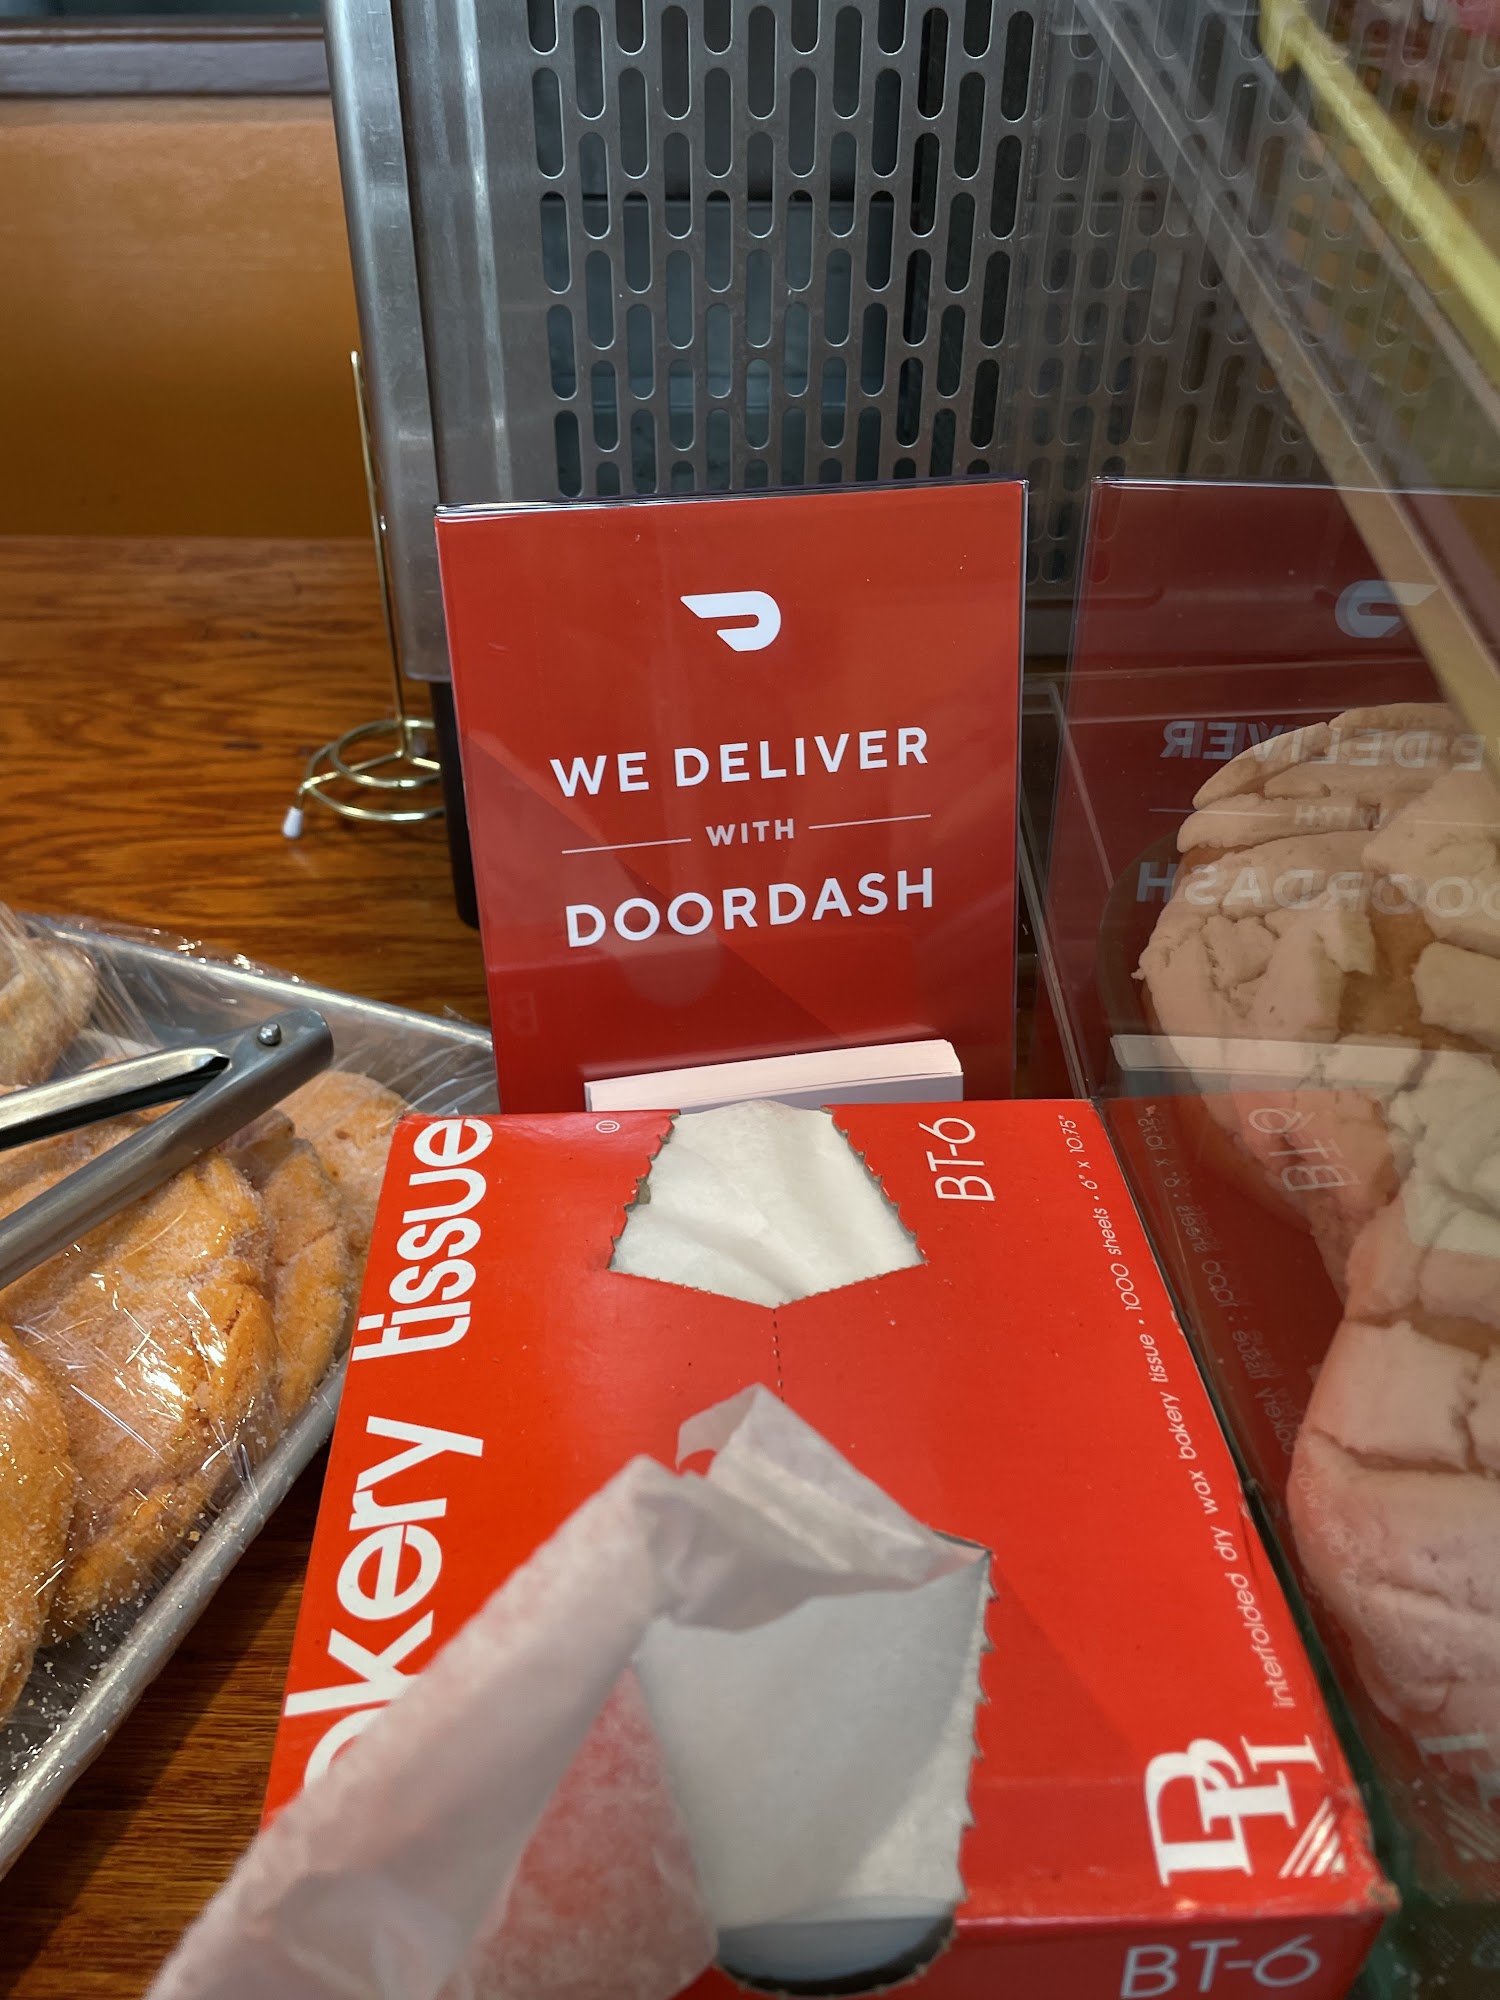 WE DELIVER
WITH
DOORDASH
akery tissue
BT-6
interfolded dry wax bakery tissue • 1000 sheets • 6" x 10.75"
BT-6